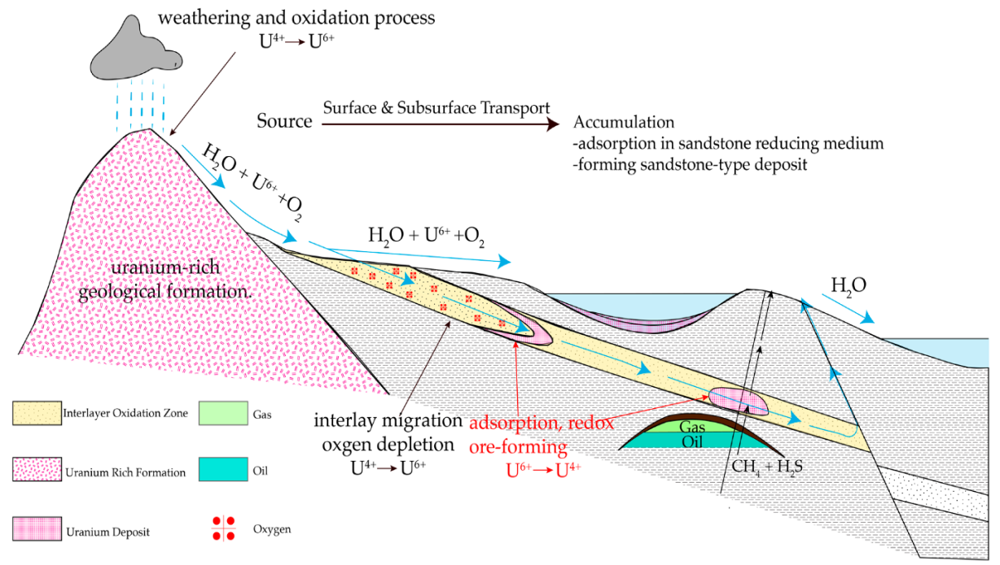 weathering and oxidation process
U⁴⁺→U⁶⁺
Source
Surface & Subsurface Transport
Accumulation
-adsorption in sandstone reducing medium
-forming sandstone-type deposit
H₂O + U⁶⁺ +O₂
H₂O + U⁶⁺ +O₂
H₂O
uranium-rich
geological formation.
interlay migration
oxgen depletion
U⁴⁺→U⁶⁺
adsorption, redox
ore-forming
U⁶⁺→U⁴⁺
Gas
Oil
CH₄ + H₂S
Interlayer Oxidation Zone
Gas
Uranium Rich Formation
Oil
Uranium Deposit
Oxygen